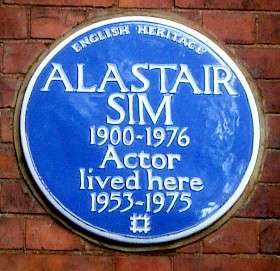 ENGLISH HERITAGE
ALASTAIR
SIM
1900-1976
Actor
lived here
1953-1975